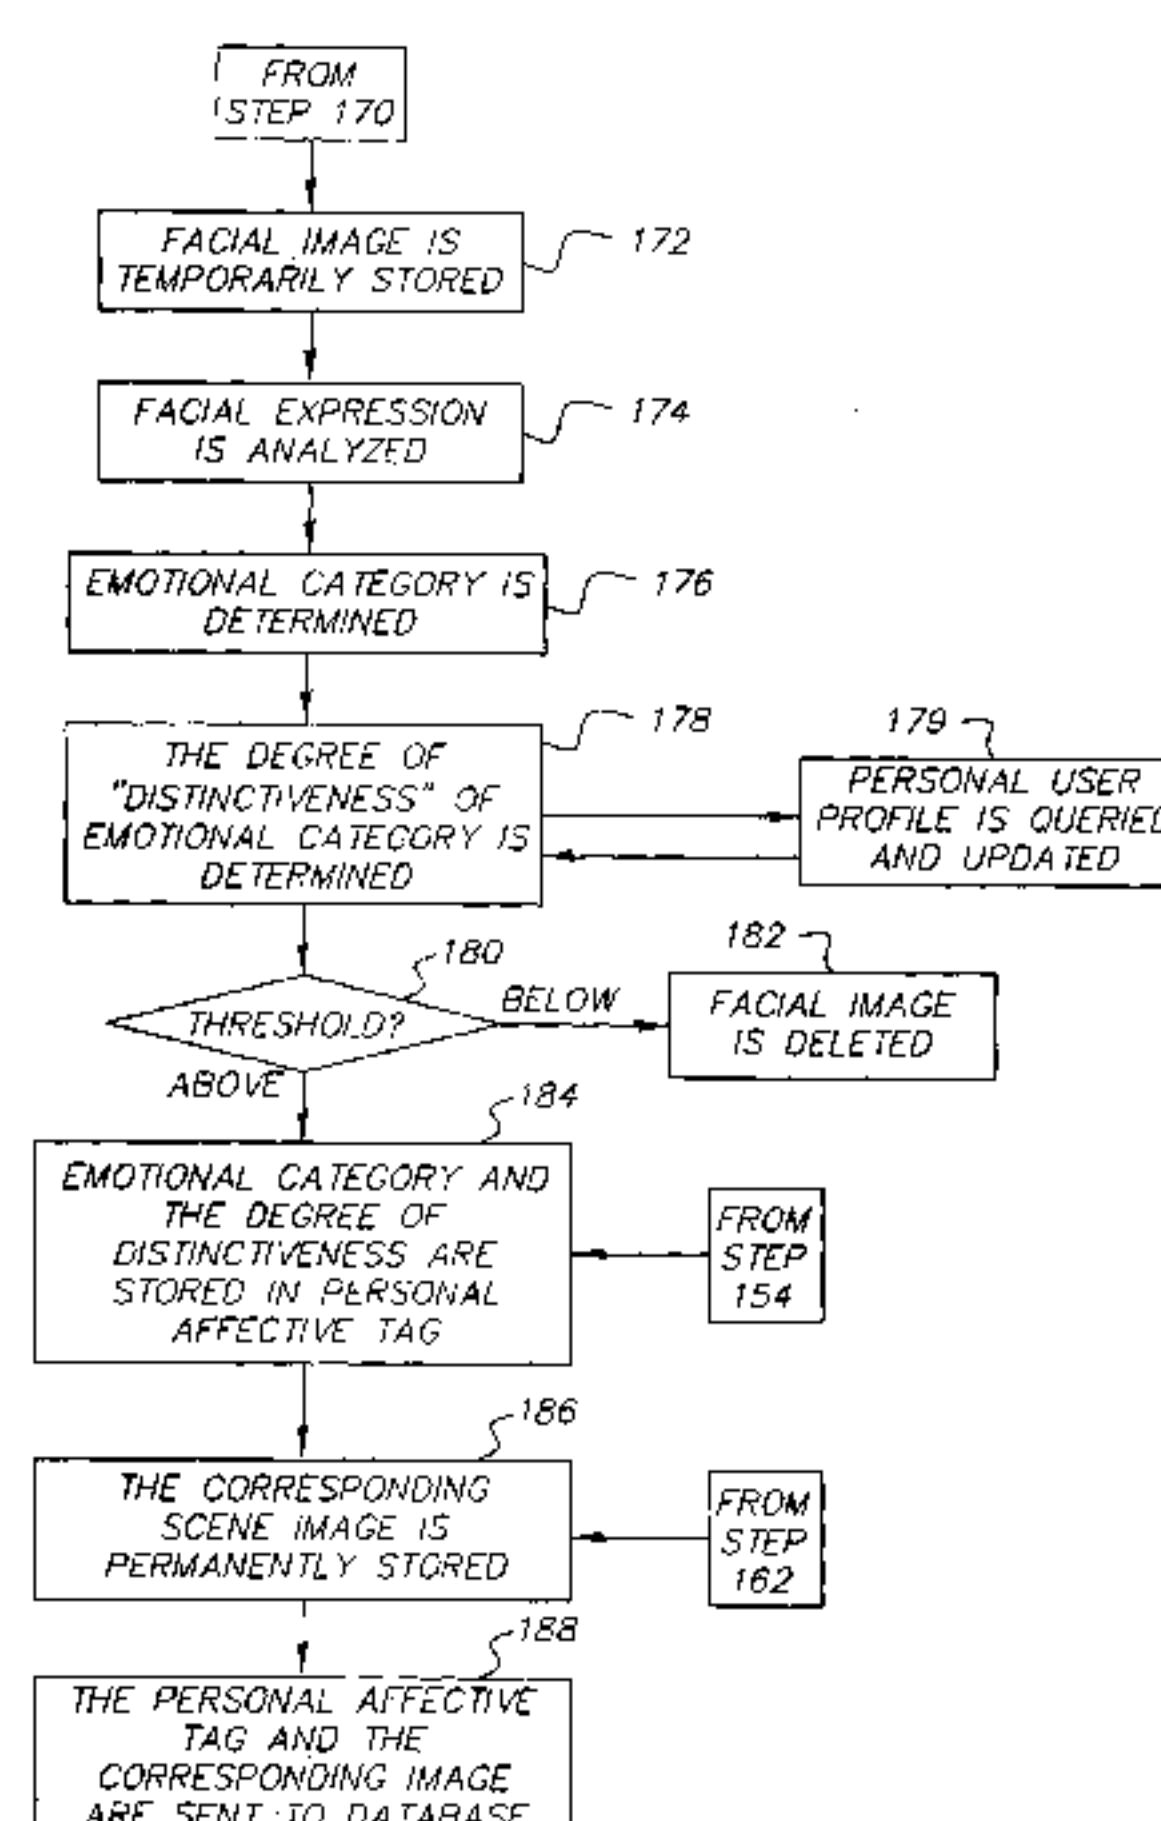 FROM
STEP 170
FACIAL IMAGE IS
TEMPORARILY STORED
172
FACIAL EXPRESSION
IS ANALYZED
174
EMOTIONAL CATEGORY IS
DETERMINED
176
THE DEGREE OF
"DISTINCTIVENESS" OF
EMOTIONAL CATEGORY IS
DETERMINED
178
179
PERSONAL USER
PROFILE IS QUERIED
AND UPDATED
180
THRESHOLD?
BELOW
182
FACIAL IMAGE
IS DELETED
ABOVE
184
EMOTIONAL CATEGORY AND
THE DEGREE OF
DISTINCTIVENESS ARE
STORED IN PERSONAL
AFFECTIVE TAG
FROM
STEP
154
186
THE CORRESPONDING
SCENE IMAGE IS
PERMANENTLY STORED
FROM
STEP
162
188
THE PERSONAL AFFECTIVE
TAG AND THE
CORRESPONDING IMAGE
ARE SENT TO DATABASE